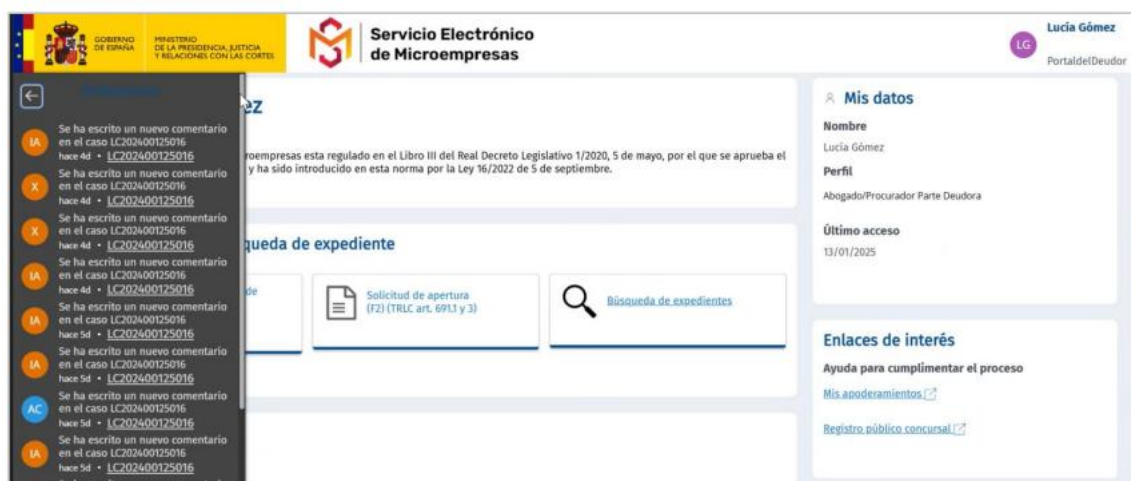 GOBIERNO
DE ESPAÑA
MINISTERIO
DE LA PRESIDENCIA, JUSTICIA
Y RELACIONES CON LAS CORTES
Servicio Electrónico
de Microempresas
LG
Lucía Gómez
PortaldelDeudor
IA
Se ha escrito un nuevo comentario
en el caso LC202400125016
hace 4d • LC202400125016
X
Se ha escrito un nuevo comentario
en el caso LC202400125016
hace 4d • LC202400125016
X
Se ha escrito un nuevo comentario
en el caso LC202400125016
hace 4d • LC202400125016
IA
Se ha escrito un nuevo comentario
en el caso LC202400125016
hace 4d • LC202400125016
IA
Se ha escrito un nuevo comentario
en el caso LC202400125016
hace 5d • LC202400125016
IA
Se ha escrito un nuevo comentario
en el caso LC202400125016
hace 5d • LC202400125016
AC
Se ha escrito un nuevo comentario
en el caso LC202400125016
hace 5d • LC202400125016
IA
Se ha escrito un nuevo comentario
en el caso LC202400125016
hace 5d • LC202400125016
ez
roempresas esta regulado en el Libro III del Real Decreto Legislativo 1/2020, 5 de mayo, por el que se aprueba el
y ha sido introducido en esta norma por la Ley 16/2022 de 5 de septiembre.
queda de expediente
de
Solicitud de apertura
(F2) (TRLC art. 691.1 y 3)
Búsqueda de expedientes
Mis datos
Nombre
Lucía Gómez
Perfil
Abogado/Procurador Parte Deudora
Último acceso
13/01/2025
Enlaces de interés
Ayuda para cumplimentar el proceso
Mis apoderamientos
Registro público concursal